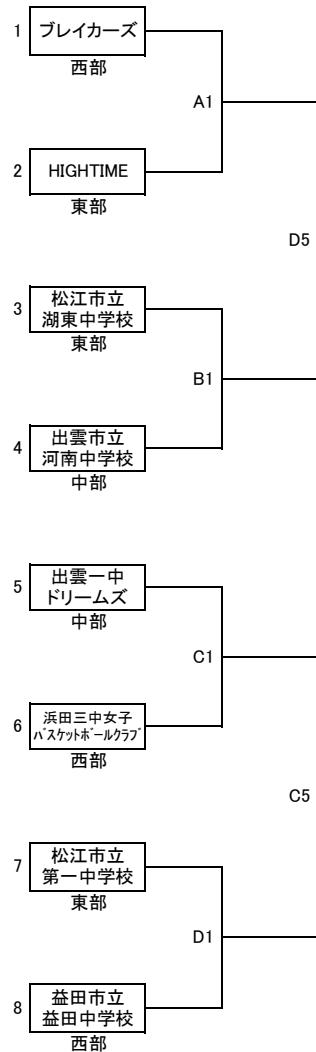 1 ブレイカーズ
西部
A1
2 HIGHTIME
東部
D5
3 松江市立
湖東中学校
東部
B1
4 出雲市立
河南中学校
中部
5 出雲一中
ドリームズ
中部
C1
6 浜田三中女子
ﾊﾞｽｹｯﾄﾎﾞｰﾙｸﾗﾌﾞ
西部
C5
7 松江市立
第一中学校
東部
D1
8 益田市立
益田中学校
西部